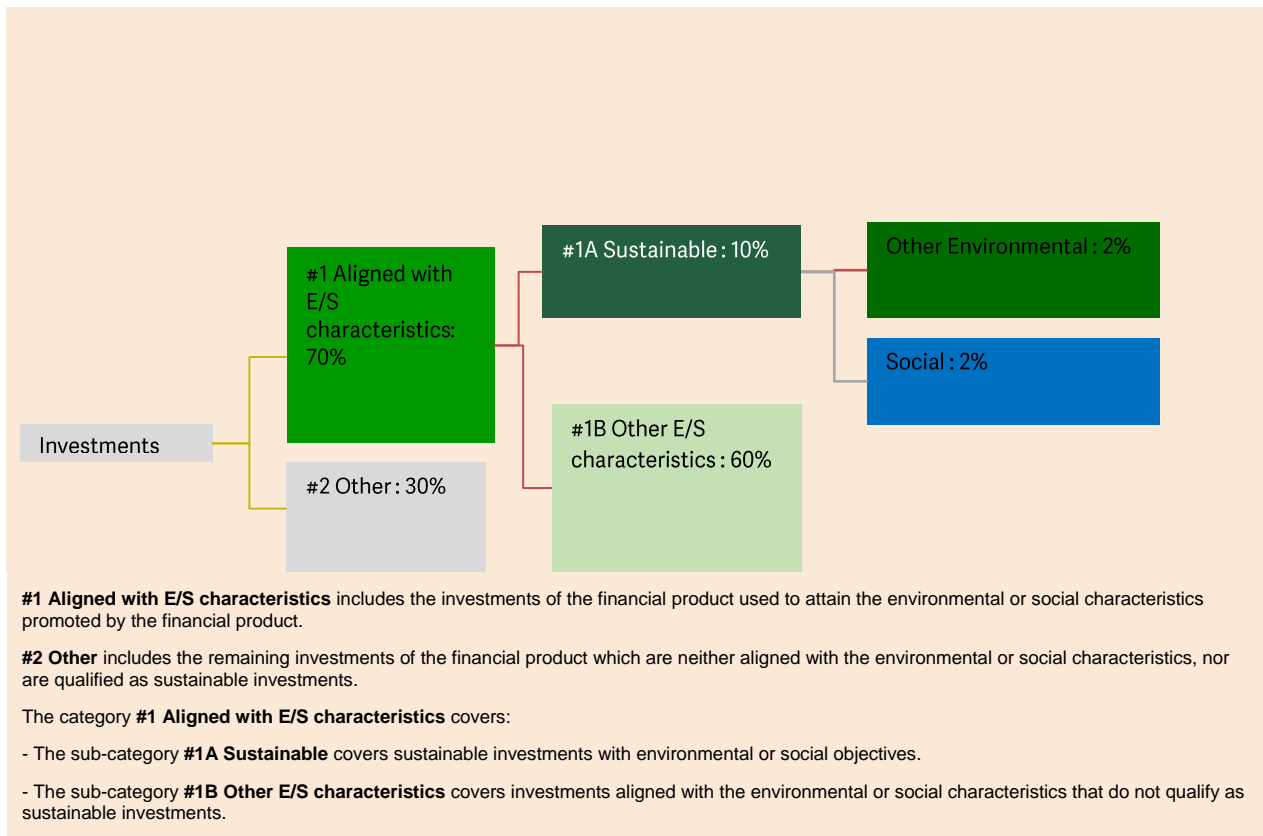 Investments
#1 Aligned with
E/S
characteristics:
70%
#2 Other : 30%
#1A Sustainable : 10%
#1B Other E/S
characteristics : 60%
Other Environmental : 2%
Social : 2%
#1 Aligned with E/S characteristics includes the investments of the financial product used to attain the environmental or social characteristics
promoted by the financial product.
#2 Other includes the remaining investments of the financial product which are neither aligned with the environmental or social characteristics, nor
are qualified as sustainable investments.
The category #1 Aligned with E/S characteristics covers:
- The sub-category #1A Sustainable covers sustainable investments with environmental or social objectives.
- The sub-category #1B Other E/S characteristics covers investments aligned with the environmental or social characteristics that do not qualify as
sustainable investments.